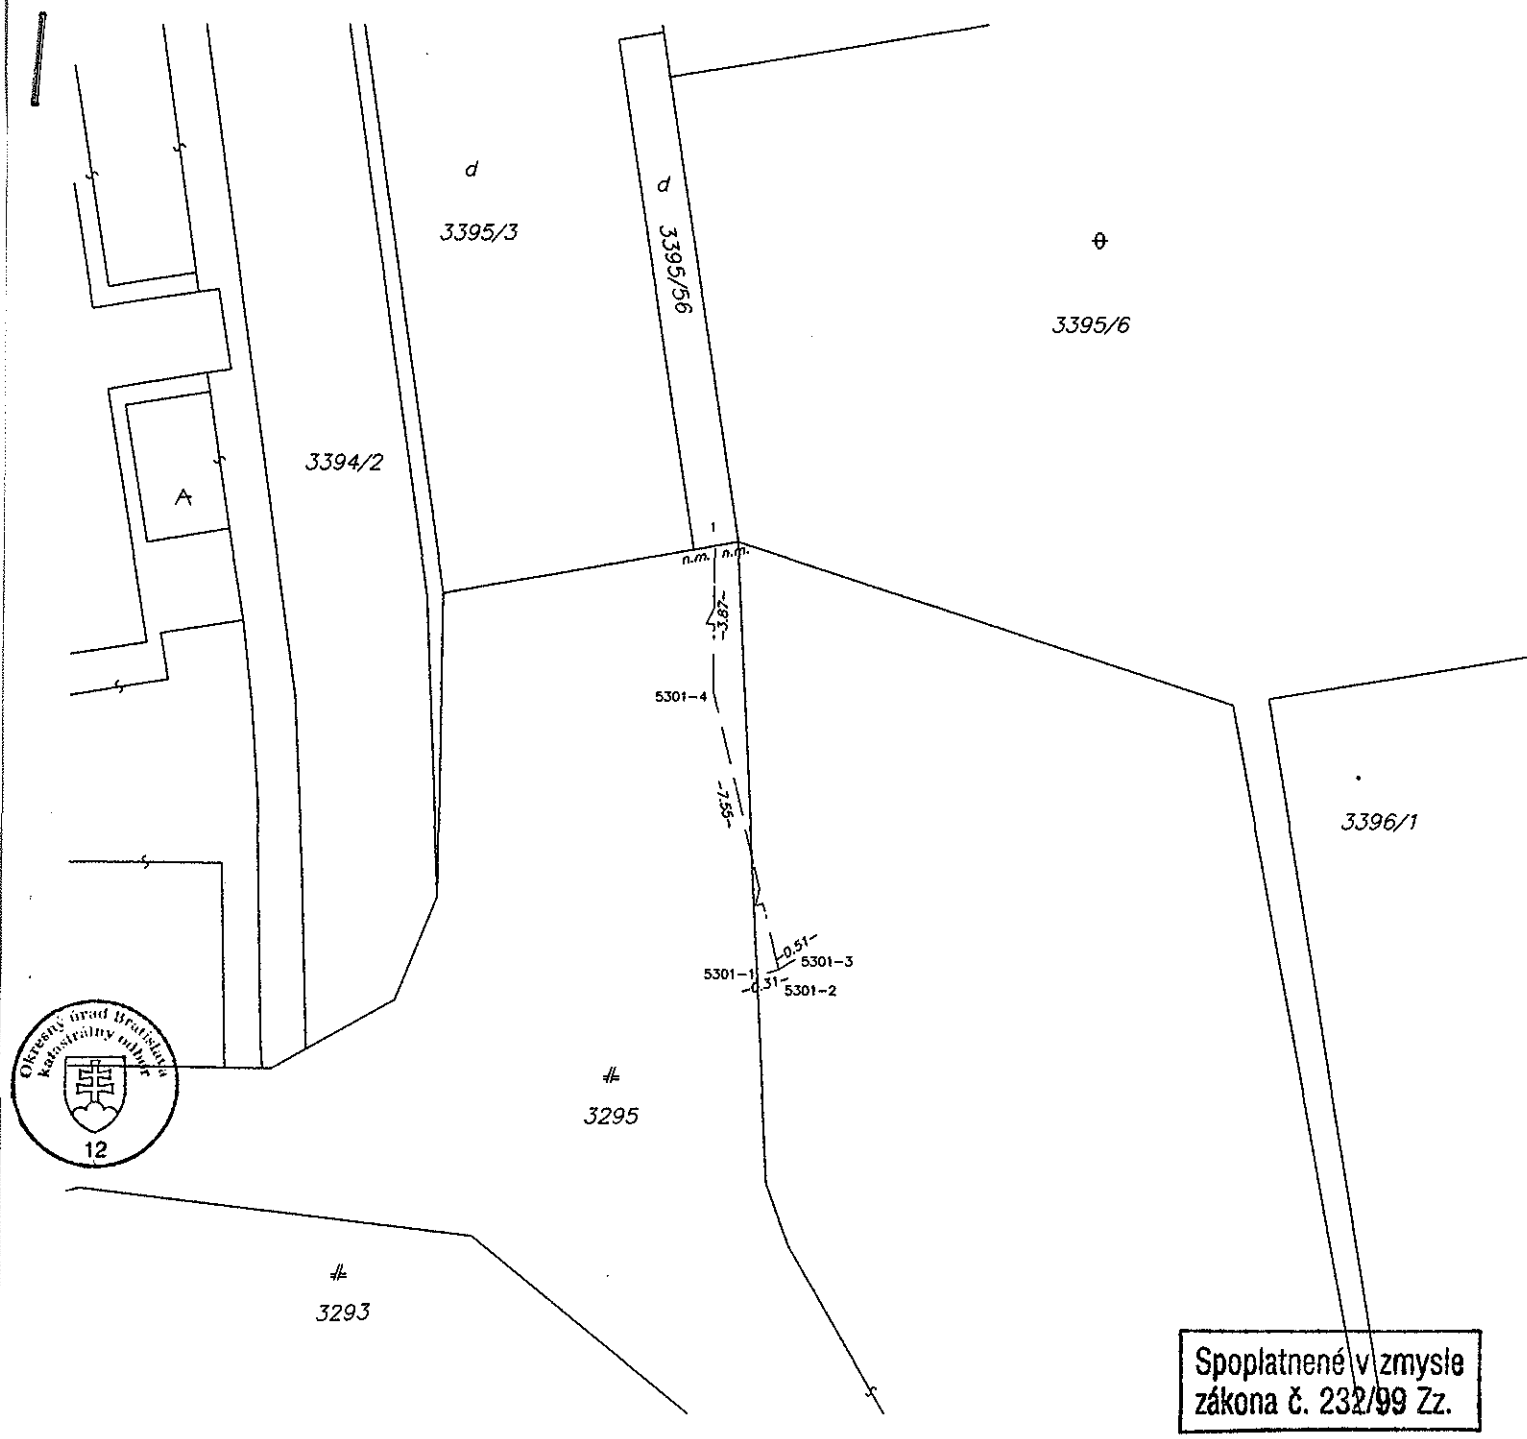 d
3395/3
d
3395/56
3395/6
3394/2
A
1
n.m. n.m.
-3.87-
5301-4
-7.55-
3396/1
-0.51-
5301-3
5301-1
-0.31-
5301-2
Okresný úrad Bratislava
katastrálny odbor
12
3295
3293
Spoplatnené v zmysle
zákona č. 232/99 Zz.